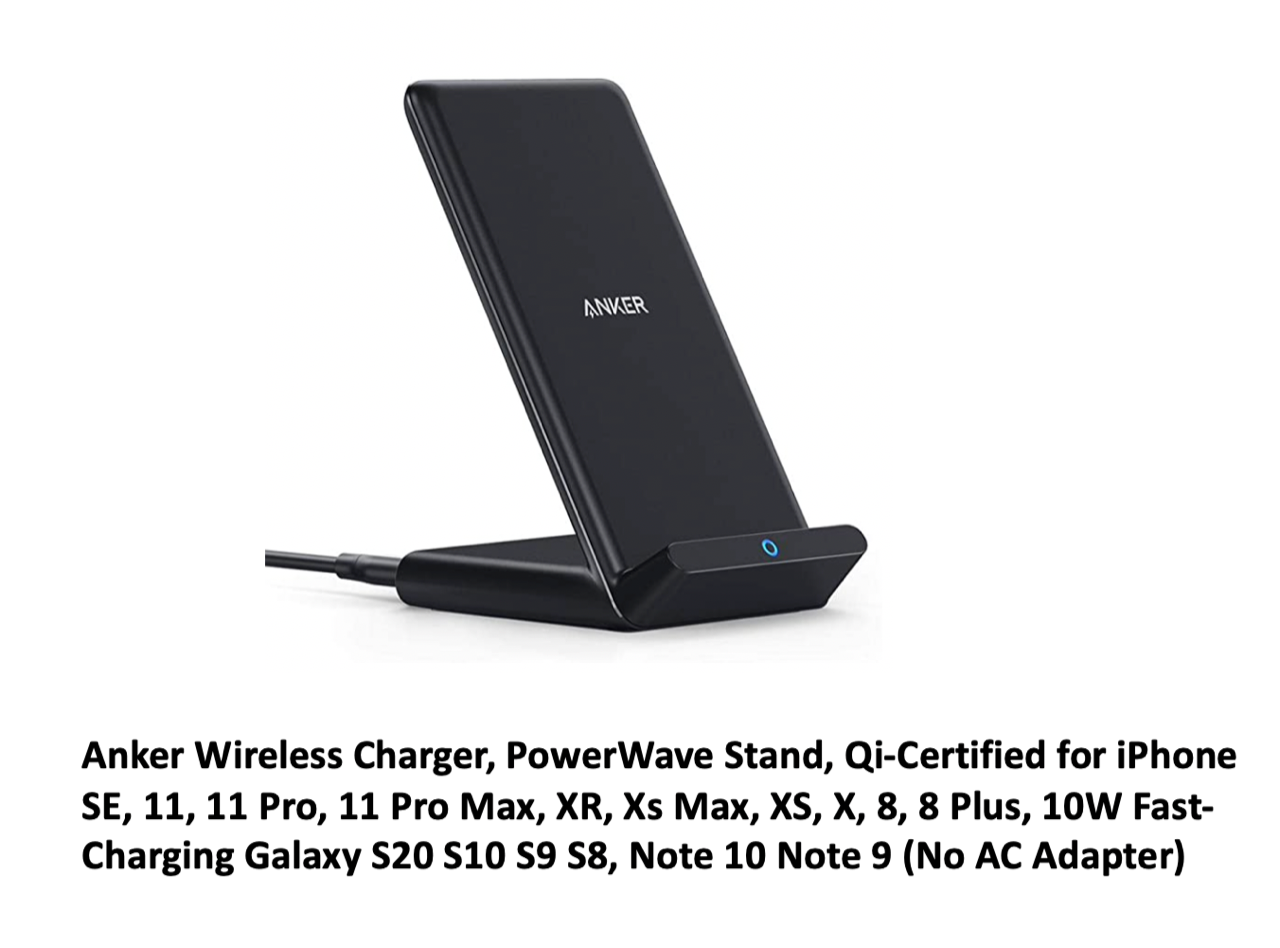 ANKER
Anker Wireless Charger, PowerWave Stand, Qi-Certified for iPhone
SE, 11, 11 Pro, 11 Pro Max, XR, Xs Max, XS, X, 8, 8 Plus, 10W Fast-
Charging Galaxy S20 S10 S9 S8, Note 10 Note 9 (No AC Adapter)